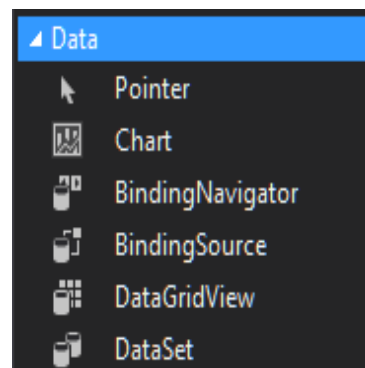 Data
Pointer
Chart
BindingNavigator
BindingSource
DataGridView
DataSet